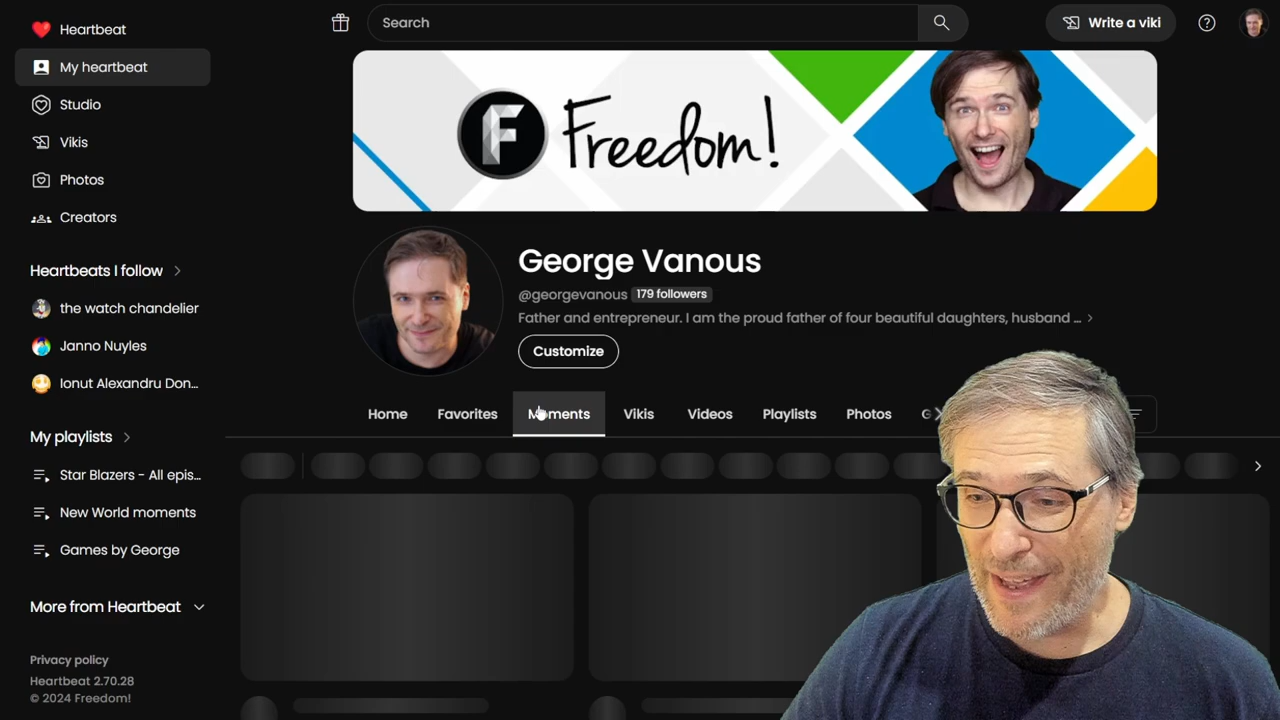 Heartbeat
Search
Write a viki
My heartbeat
Studio
Vikis
Photos
Creators
Heartbeats I follow
the watch chandelier
Janno Nuyles
Ionut Alexandru Don...
My playlists
Star Blazers - All epis...
New World moments
Games by George
More from Heartbeat
Privacy policy
Heartbeat 2.70.28
© 2024 Freedom!
F Freedom!
George Vanous
@georgevanous 179 followers
Father and entrepreneur. I am the proud father of four beautiful daughters, husband ...
Customize
Home Favorites Moments Vikis Videos Playlists Photos